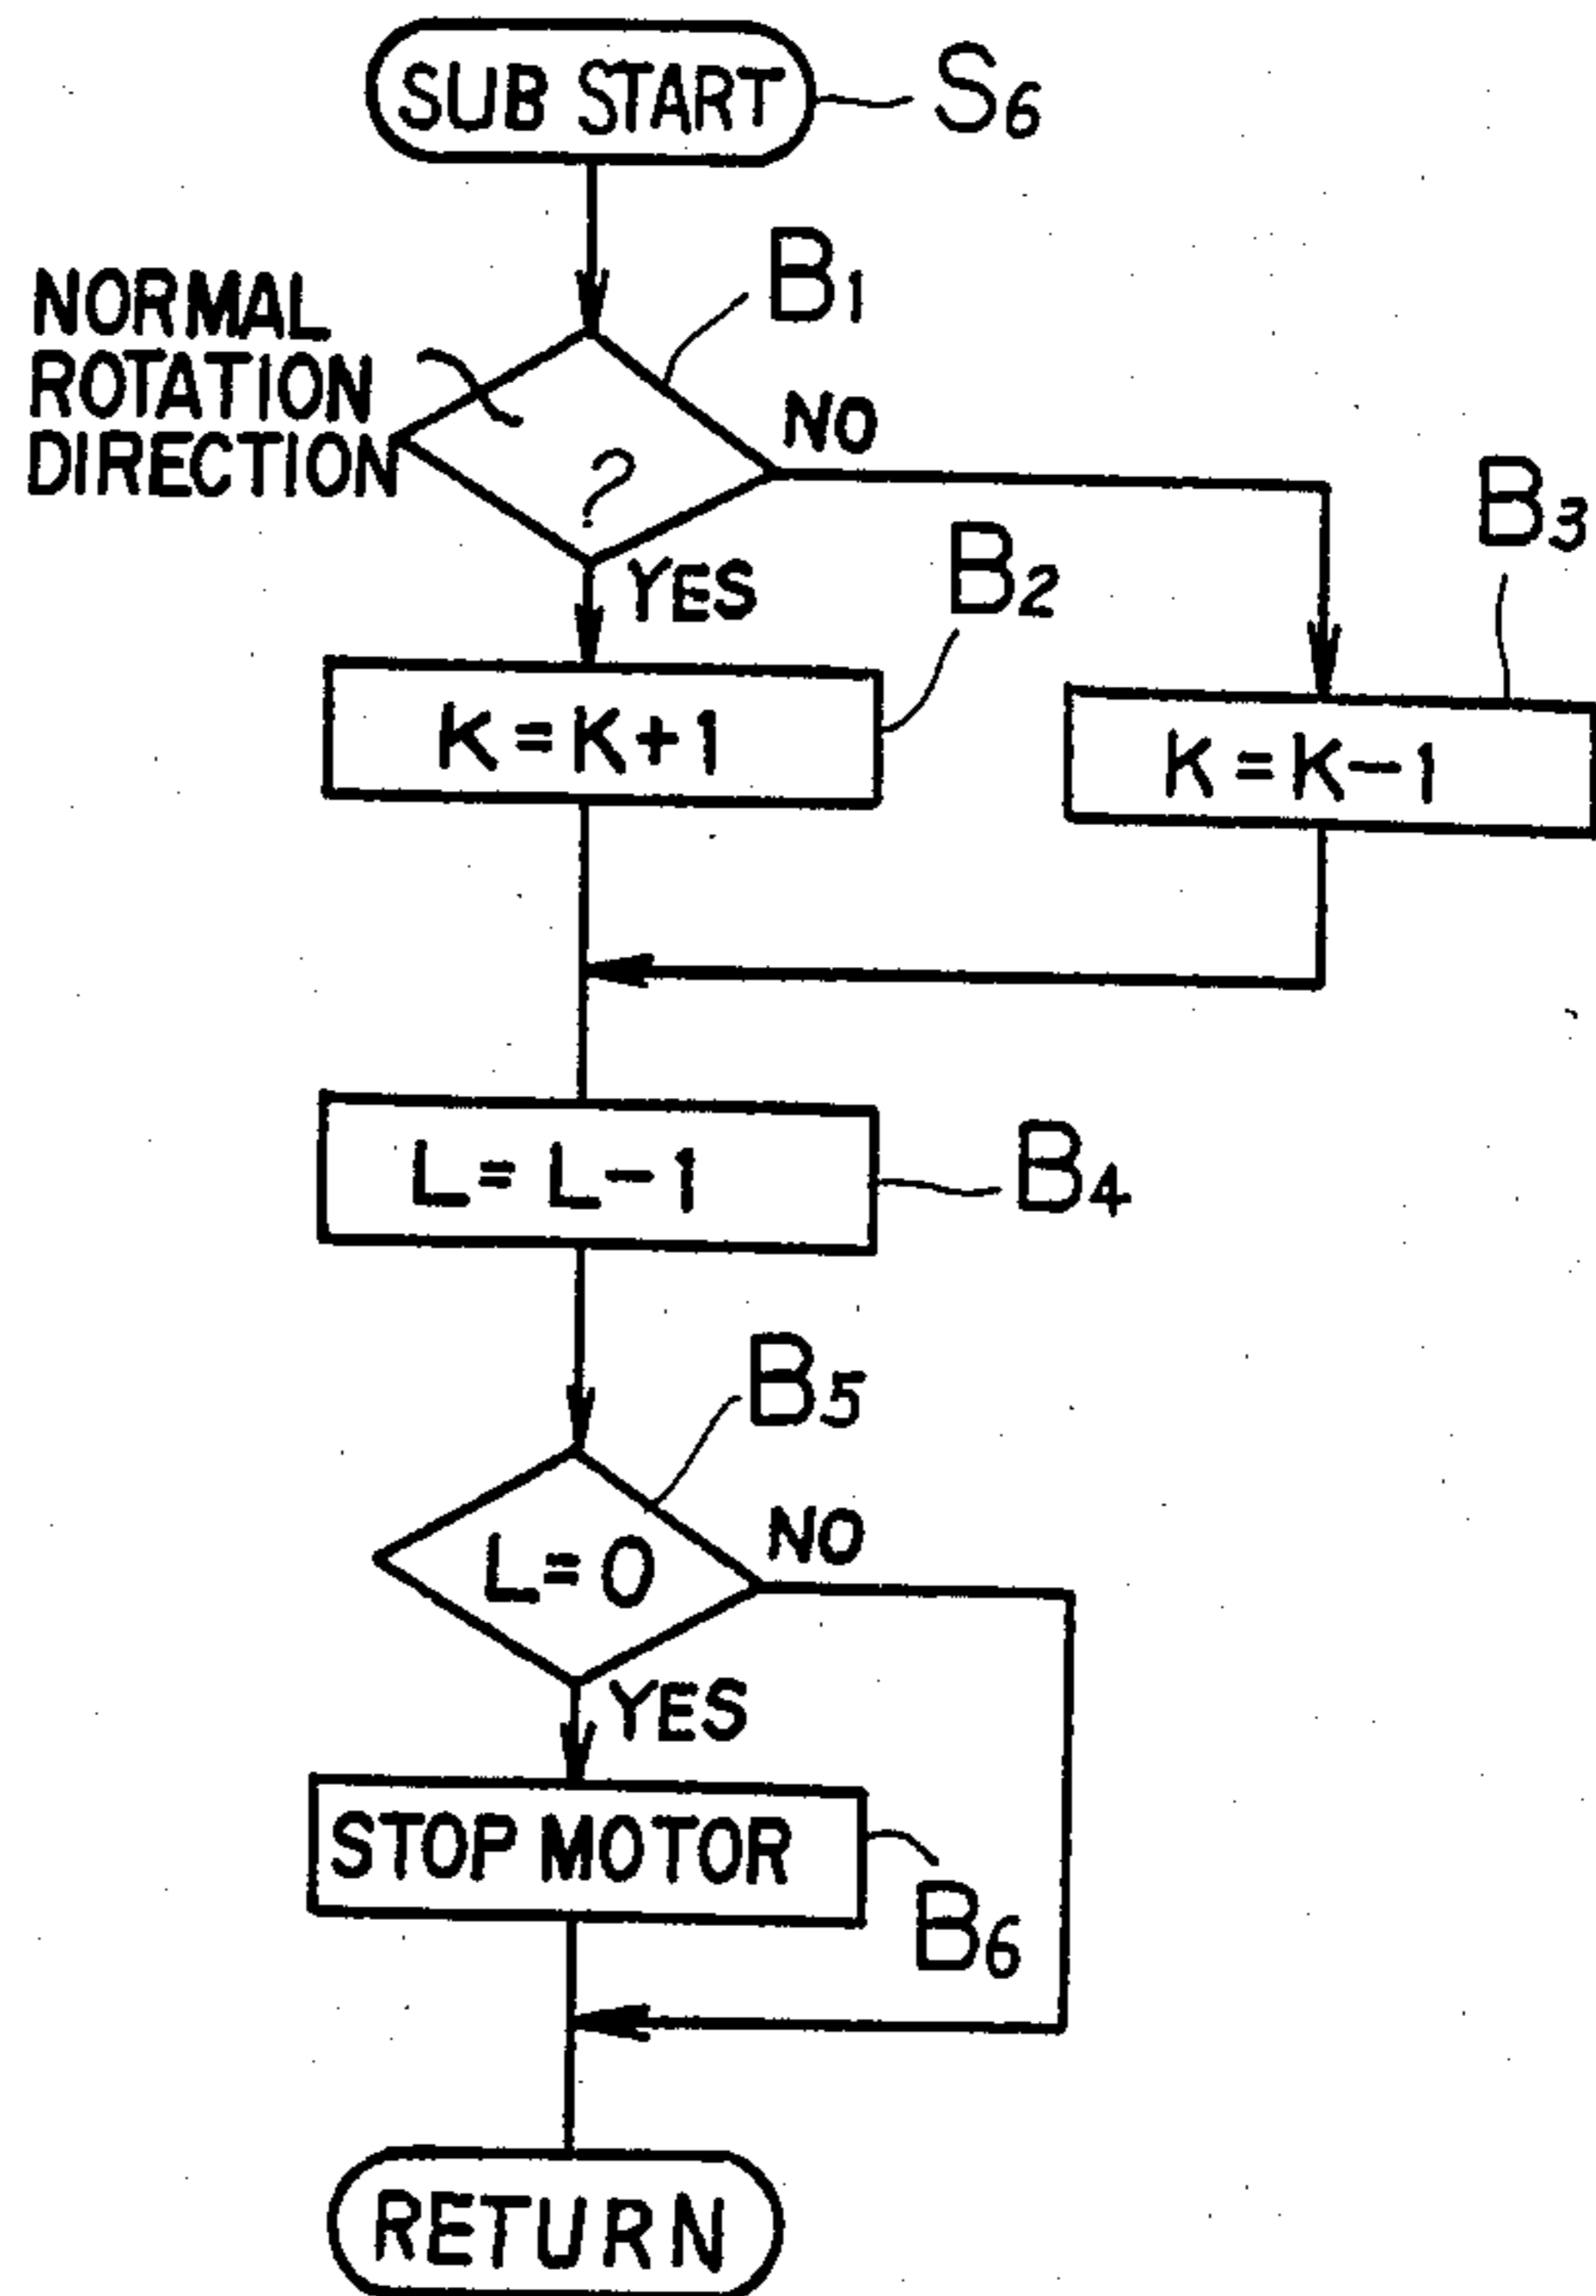 SUB START
S6
NORMAL
ROTATION
DIRECTION
?
B1
NO
YES
B2
B3
K=K+1
K=K-1
L=L-1
B4
B5
L=0
NO
YES
STOP MOTOR
B6
RETURN